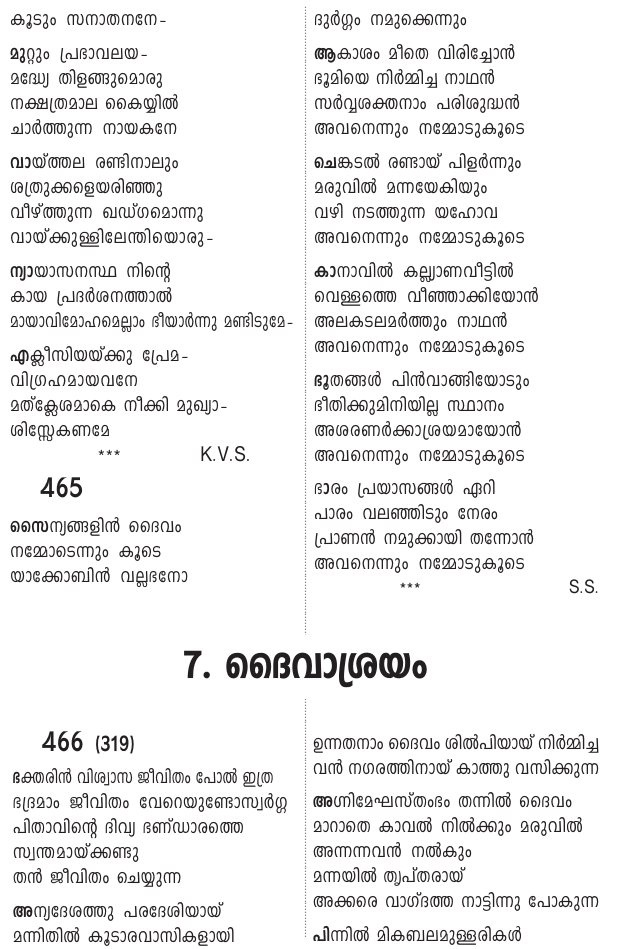 കൂടും സനാതനനേ-
മുറ്റും പ്രഭാവലയ-
മദ്ധ്യേ തിളങ്ങുമൊരു
നക്ഷത്രമാല കൈയ്യിൽ
ചാർത്തുന്ന നായകനേ
വായ്ത്തല രണ്ടിനാലും
ശത്രുക്കളെയരിഞ്ഞു
വീഴ്ത്തുന്ന ഖഡ്ഗമൊന്നു
വായ്ക്കുള്ളിലേന്തിയൊരു-
ന്യായാസനസ്ഥ നിന്റെ
കായ പ്രദർശനത്താൽ
മായാവിമോഹമെല്ലാം ഭീയാർന്നു മണ്ടിടുമേ-
എക്ലീസിയയ്ക്കു പ്രേമ-
വിഗ്രഹമായവനേ
മത്ക്ലേശമാകെ നീക്കി മുഖ്യാ-
ശിസ്സേകണമേ
*** K.V.S.
465
സൈന്യങ്ങളിൻ ദൈവം
നമ്മോടെന്നും കൂടെ
യാക്കോബിൻ വല്ലഭനോ
ദുർഗ്ഗം നമുക്കെന്നും
ആകാശം മീതെ വിരിച്ചോൻ
ഭൂമിയെ നിർമ്മിച്ച നാഥൻ
സർവ്വശക്തനാം പരിശുദ്ധൻ
അവനെന്നും നമ്മോടുകൂടെ
ചെങ്കടൽ രണ്ടായ് പിളർന്നും
മരുവിൽ മന്നയേകിയും
വഴി നടത്തുന്ന യഹോവ
അവനെന്നും നമ്മോടുകൂടെ
കാനാവിൽ കല്ല്യാണവീട്ടിൽ
വെള്ളത്തെ വീഞ്ഞാക്കിയോൻ
അലകടലമർത്തും നാഥൻ
അവനെന്നും നമ്മോടുകൂടെ
ഭൂതങ്ങൾ പിൻവാങ്ങിയോടും
ഭീതിക്കുമിനിയില്ല സ്ഥാനം
അശരണർക്കാശ്രയമായോൻ
അവനെന്നും നമ്മോടുകൂടെ
ഭാരം പ്രയാസങ്ങൾ ഏറി
പാരം വലഞ്ഞിടും നേരം
പ്രാണൻ നമുക്കായി തന്നോൻ
അവനെന്നും നമ്മോടുകൂടെ
*** S.S.
7. ദൈവാശ്രയം
466 (319)
ഭക്തരിൻ വിശ്വാസ ജീവിതം പോൽ ഇത്ര
ഭദ്രമാം ജീവിതം വേറെയുണ്ടോസ്വർഗ്ഗ
പിതാവിന്റെ ദിവ്യ ഭണ്ഡാരത്തെ
സ്വന്തമായ്ക്കണ്ടു
തൻ ജീവിതം ചെയ്യുന്ന
അന്യദേശത്തു പരദേശിയായ്
മന്നിതിൽ കൂടാരവാസികളായി
ഉന്നതനാം ദൈവം ശിൽപിയായ് നിർമ്മിച്ച
വൻ നഗരത്തിനായ് കാത്തു വസിക്കുന്ന
അഗ്നിമേഘസ്തംഭം തന്നിൽ ദൈവം
മാറാതെ കാവൽ നിൽക്കും മരുവിൽ
അന്നന്നവൻ നൽകും
മന്നയിൽ തൃപ്തരായ്
അക്കരെ വാഗ്ദത്ത നാട്ടിന്നു പോകുന്ന
പിന്നിൽ മികബലമുള്ളരികൾ